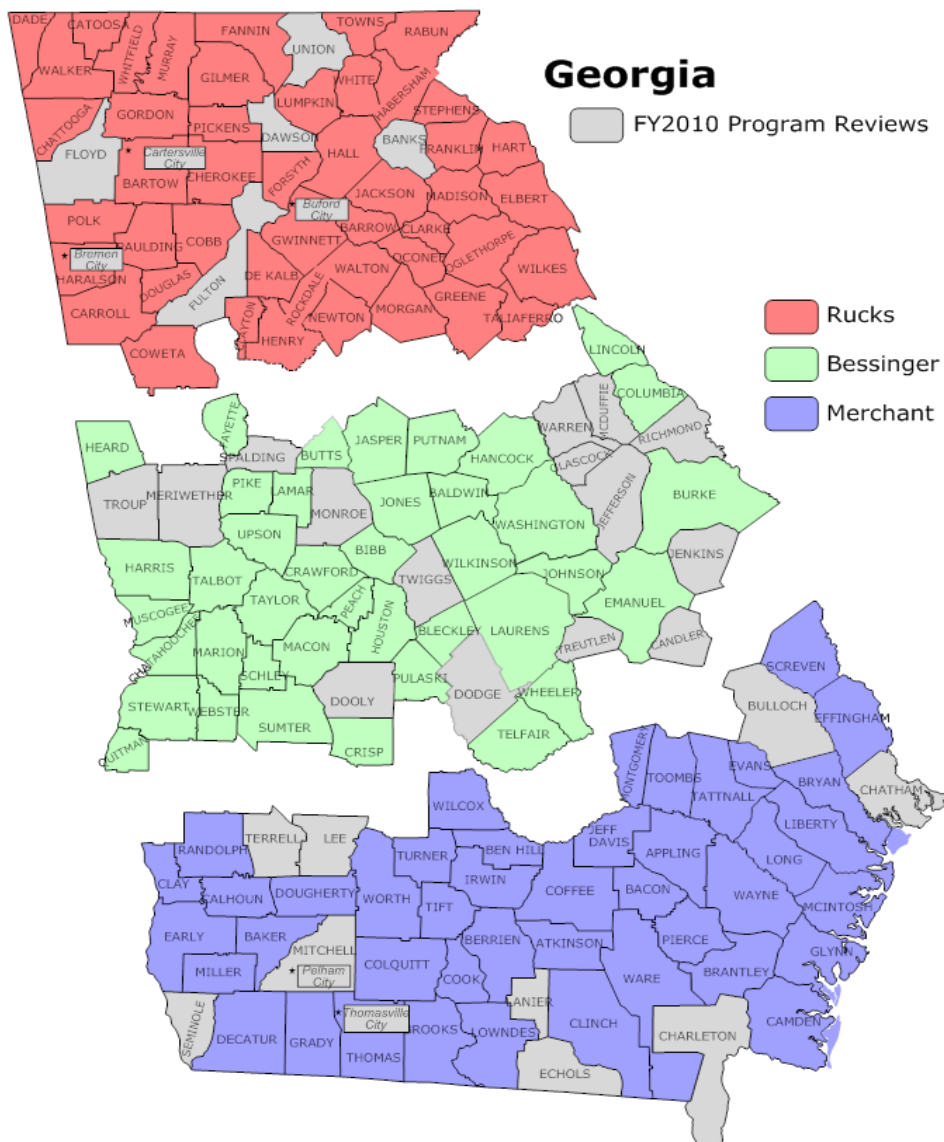 DADE
CATOOSA
WHITFIELD
MURRAY
FANNIN
UNION
TOWNS
RABUN
WALKER
GILMER
LUMPKIN
WHITE
HABERSHAM
STEPHENS
CHATTOOGA
GORDON
PICKENS
DAWSON
HALL
BANKS
FRANKLIN
HART
FLOYD
Cartersville
City
BARTOW
CHEROKEE
FORSYTH
JACKSON
MADISON
ELBERT
Buford
City
POLK
PAULDING
COBB
GWINNETT
BARROW
CLARKE
OCONEE
OGLETHORPE
WILKES
Bremen
City
HARALSON
DOUGLAS
FULTON
DE KALB
ROCKDALE
WALTON
MORGAN
GREENE
TALIAFERRO
CARROLL
CLAYTON
HENRY
NEWTON
COWETA
Georgia
FY2010 Program Reviews
Rucks
Bessinger
Merchant
LINCOLN
COLUMBIA
MCDUFFIE
WARREN
RICHMOND
HEARD
FAYETTE
SPALDING
BUTTS
JASPER
PUTNAM
HANCOCK
GLASCOCK
JEFFERSON
BURKE
TROUP
MERIWETHER
PIKE
LAMAR
MONROE
JONES
BALDWIN
WASHINGTON
UPSON
BIBB
JENKINS
HARRIS
TALBOT
CRAWFORD
TWIGGS
WILKINSON
JOHNSON
EMANUEL
MUSCOGEE
TAYLOR
PEACH
HOUSTON
BLECKLEY
LAURENS
TREUTLEN
CANDLER
CHATAHOOCHEE
MARION
MACON
SCHLEY
PULASKI
DODGE
WHEELER
STEWART
WEBSTER
DOOLY
SUMTER
TELFAIR
QUITMAN
CRISP
SCREVEN
BULLOCH
EFFINGHAM
MONTGOMERY
TOOMBS
EVANS
BRYAN
CHATHAM
TATTNALL
WILCOX
LIBERTY
RANDOLPH
TERRELL
LEE
TURNER
BEN HILL
JEFF
DAVIS
APPLING
LONG
CLAY
CALHOUN
DOUGHERTY
WORTH
TIFT
IRWIN
COFFEE
BACON
WAYNE
MCINTOSH
EARLY
BAKER
MITCHELL
BERRIEN
ATKINSON
PIERCE
GLYNN
MILLER
Pelham
City
COLQUITT
COOK
WARE
BRANTLEY
SEMINOLE
DECATUR
GRADY
Thomasville
City
THOMAS
BROOKS
LOWNDES
LANIER
CLINCH
CHARLETON
CAMDEN
ECHOLS